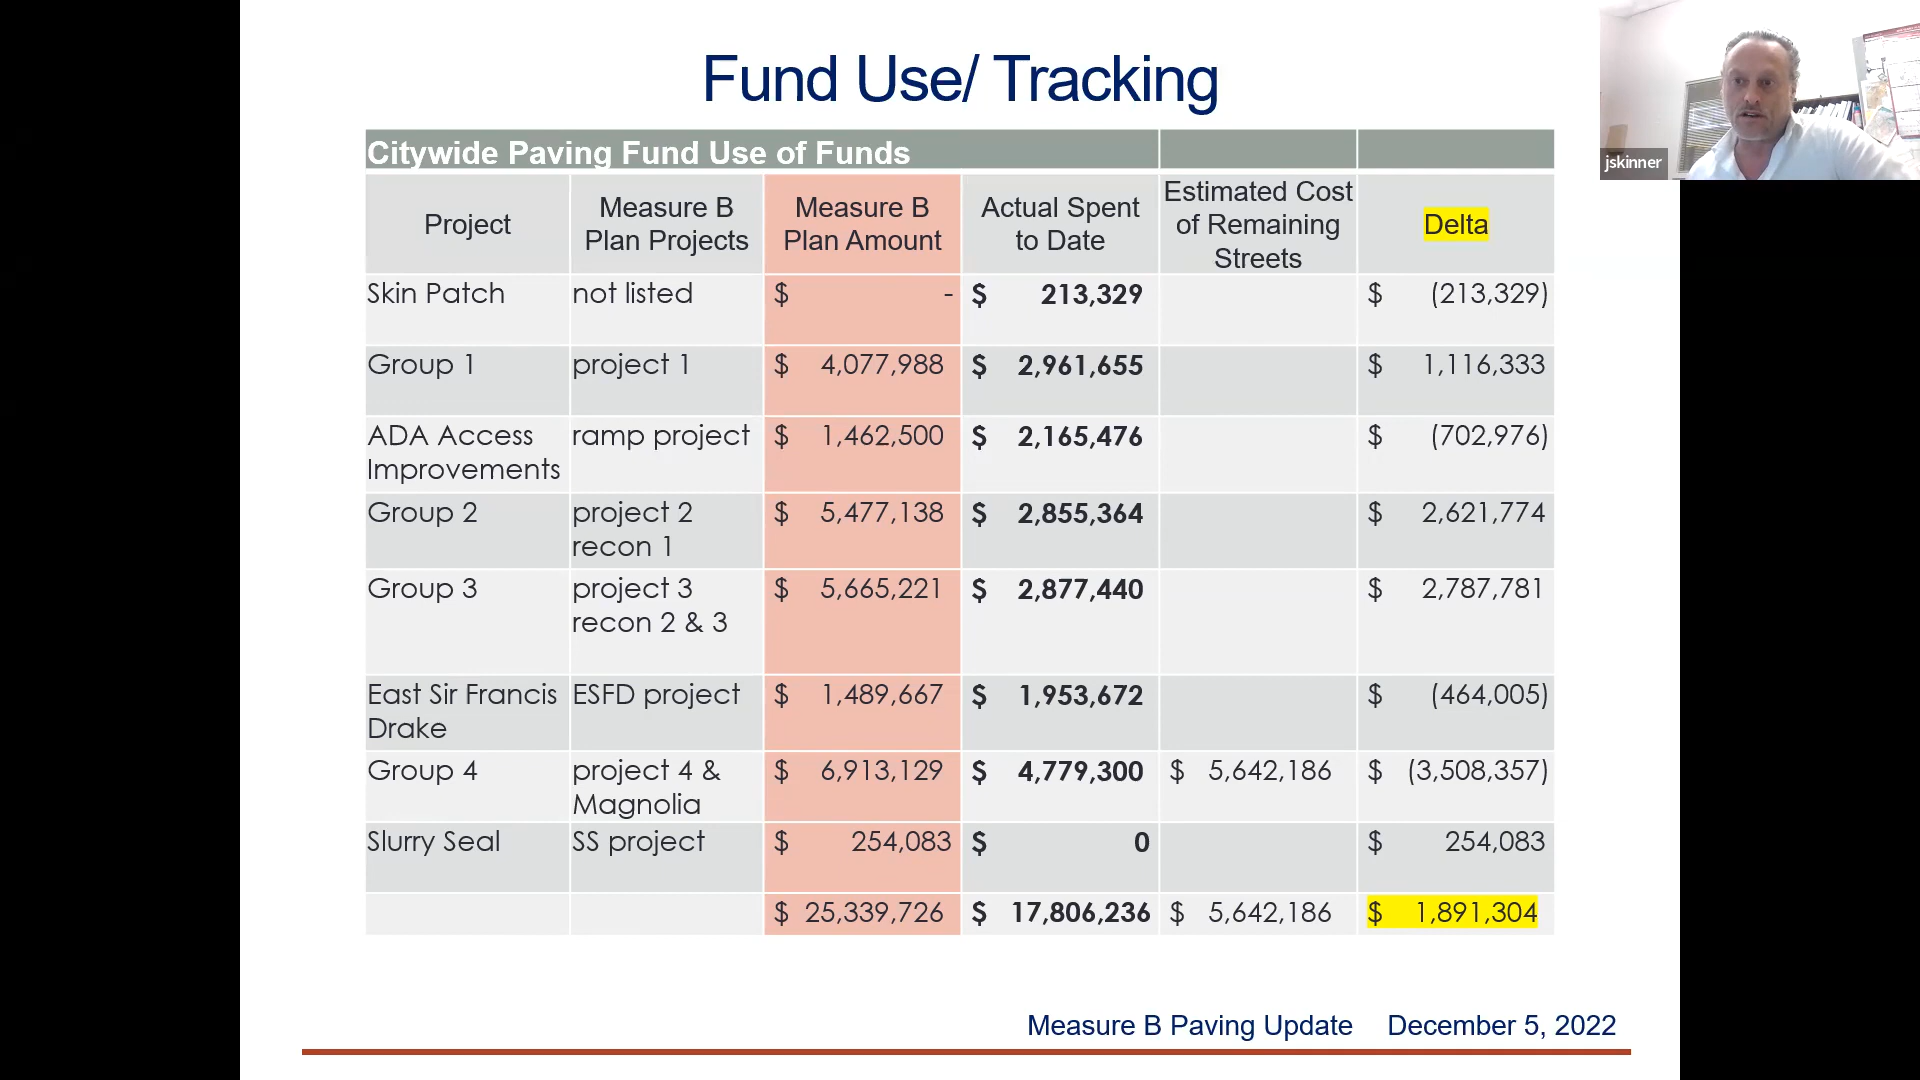 Fund Use/ Tracking
jskinner
Citywide Paving Fund Use of Funds
Project
Measure B
Plan Projects
Measure B
Plan Amount
Actual Spent
to Date
Estimated Cost
of Remaining
Streets
Delta
Skin Patch not listed $ - $ 213,329 $ (213,329)
Group 1 project 1 $ 4,077,988 $ 2,961,655 $ 1,116,333
ADA Access ramp project $ 1,462,500 $ 2,165,476 $ (702,976)
Improvements
Group 2 project 2 $ 5,477,138 $ 2,855,364 $ 2,621,774
recon 1
Group 3 project 3 $ 5,665,221 $ 2,877,440 $ 2,787,781
recon 2 & 3
East Sir Francis ESFD project $ 1,489,667 $ 1,953,672 $ (464,005)
Drake
Group 4 project 4 & $ 6,913,129 $ 4,779,300 $ 5,642,186 $ (3,508,357)
Magnolia
Slurry Seal SS project $ 254,083 $ 0 $ 254,083
$ 25,339,726 $ 17,806,236 $ 5,642,186 $ 1,891,304
Measure B Paving Update December 5, 2022